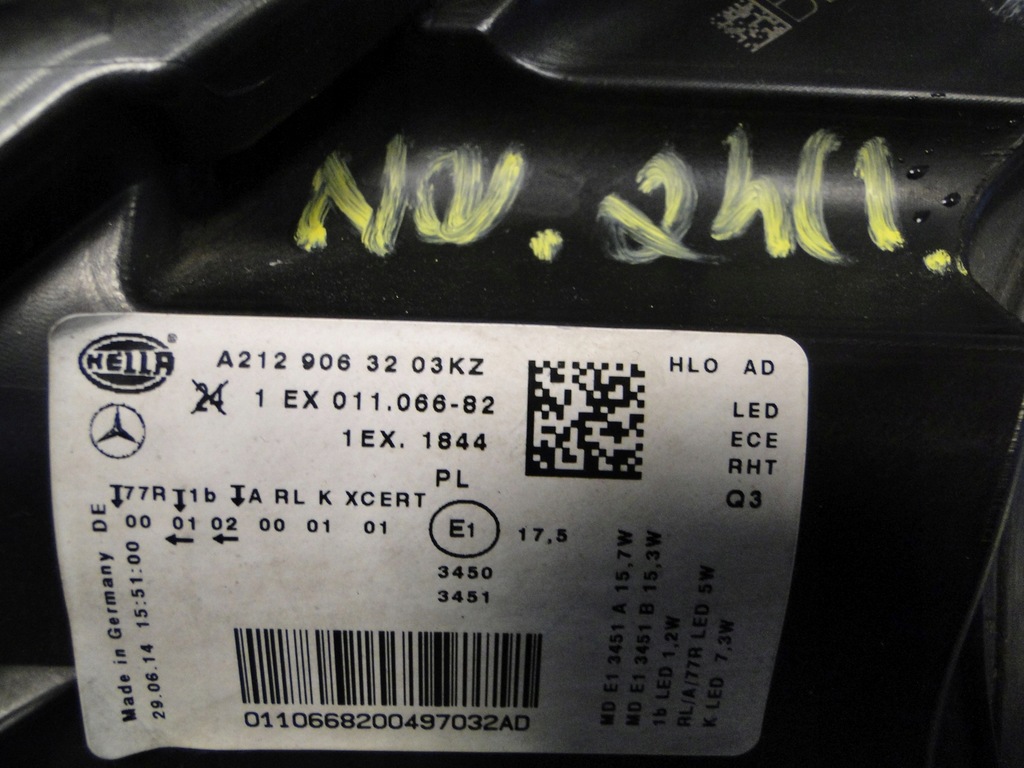 NO. 2411.
HELLA ®
A212 906 32 03KZ
24 1 EX 011.066-82
1EX. 1844
HLO AD
LED
ECE
RHT
Q3
PL
77R 1b A RL K XCERT
00 01 02 00 01 01
E1
17,5
3450
3451
Made in Germany DE
29.06.14 15:51:00
MD E1 3451 A 15,7W
MD E1 3451 B 15,3W
1b LED 1,2W
RL/A/77R LED 5W
K LED 7,3W
0110668200497032AD